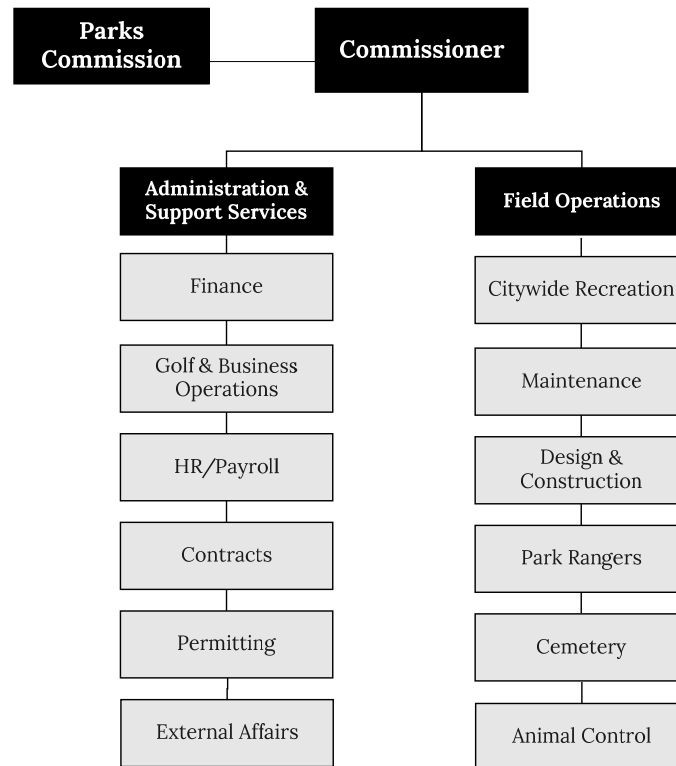 Parks
Commission
Commissioner
Administration &
Support Services
Finance
Golf & Business
Operations
HR/Payroll
Contracts
Permitting
External Affairs
Field Operations
Citywide Recreation
Maintenance
Design &
Construction
Park Rangers
Cemetery
Animal Control